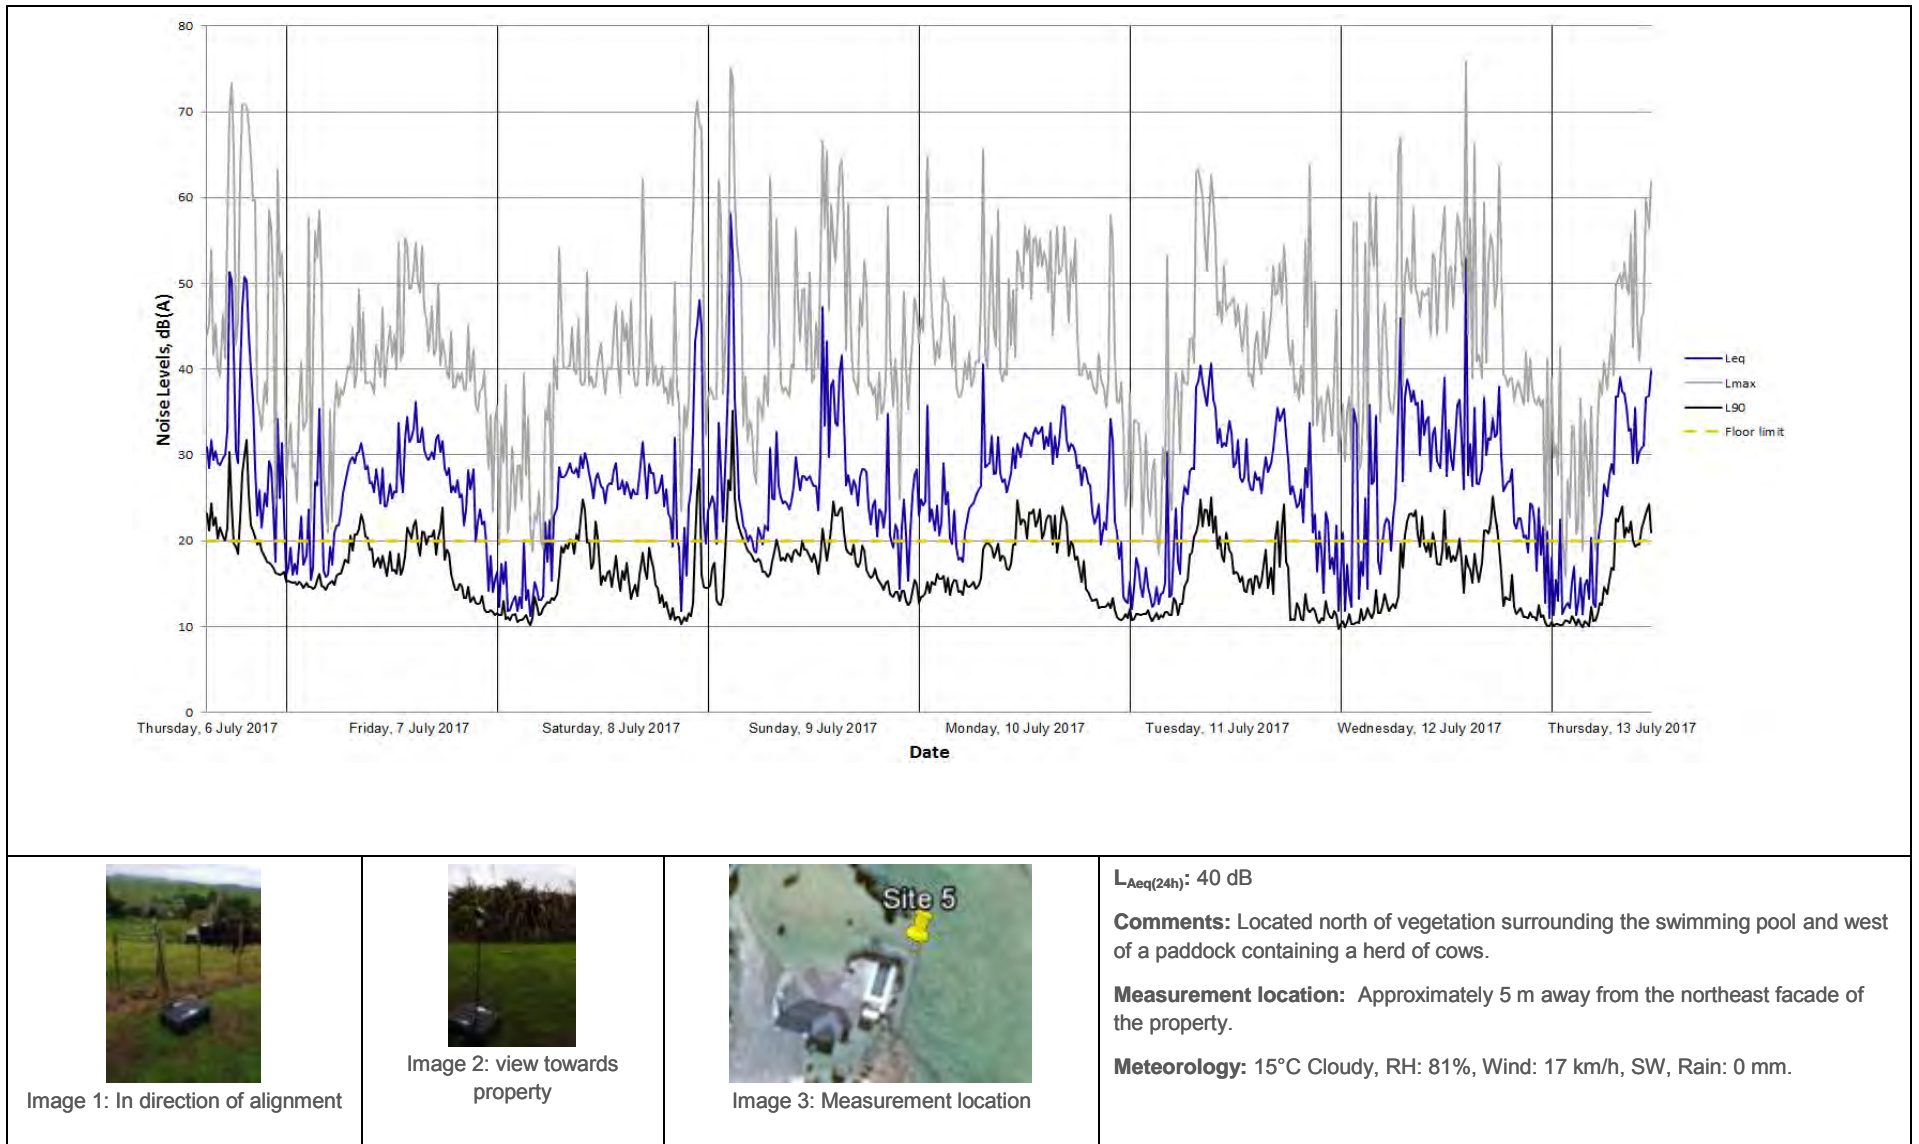 80
70
60
50
40
30
20
10
0
Noise Levels, dB(A)
Thursday, 6 July 2017
Friday, 7 July 2017
Saturday, 8 July 2017
Sunday, 9 July 2017
Monday, 10 July 2017
Tuesday, 11 July 2017
Wednesday, 12 July 2017
Thursday, 13 July 2017
Date
Leq
Lmax
L90
Floor limit
Image 1: In direction of alignment
Image 2: view towards
property
Site 5
Image 3: Measurement location
LAeq(24h): 40 dB
Comments: Located north of vegetation surrounding the swimming pool and west
of a paddock containing a herd of cows.
Measurement location: Approximately 5 m away from the northeast facade of
the property.
Meteorology: 15°C Cloudy, RH: 81%, Wind: 17 km/h, SW, Rain: 0 mm.